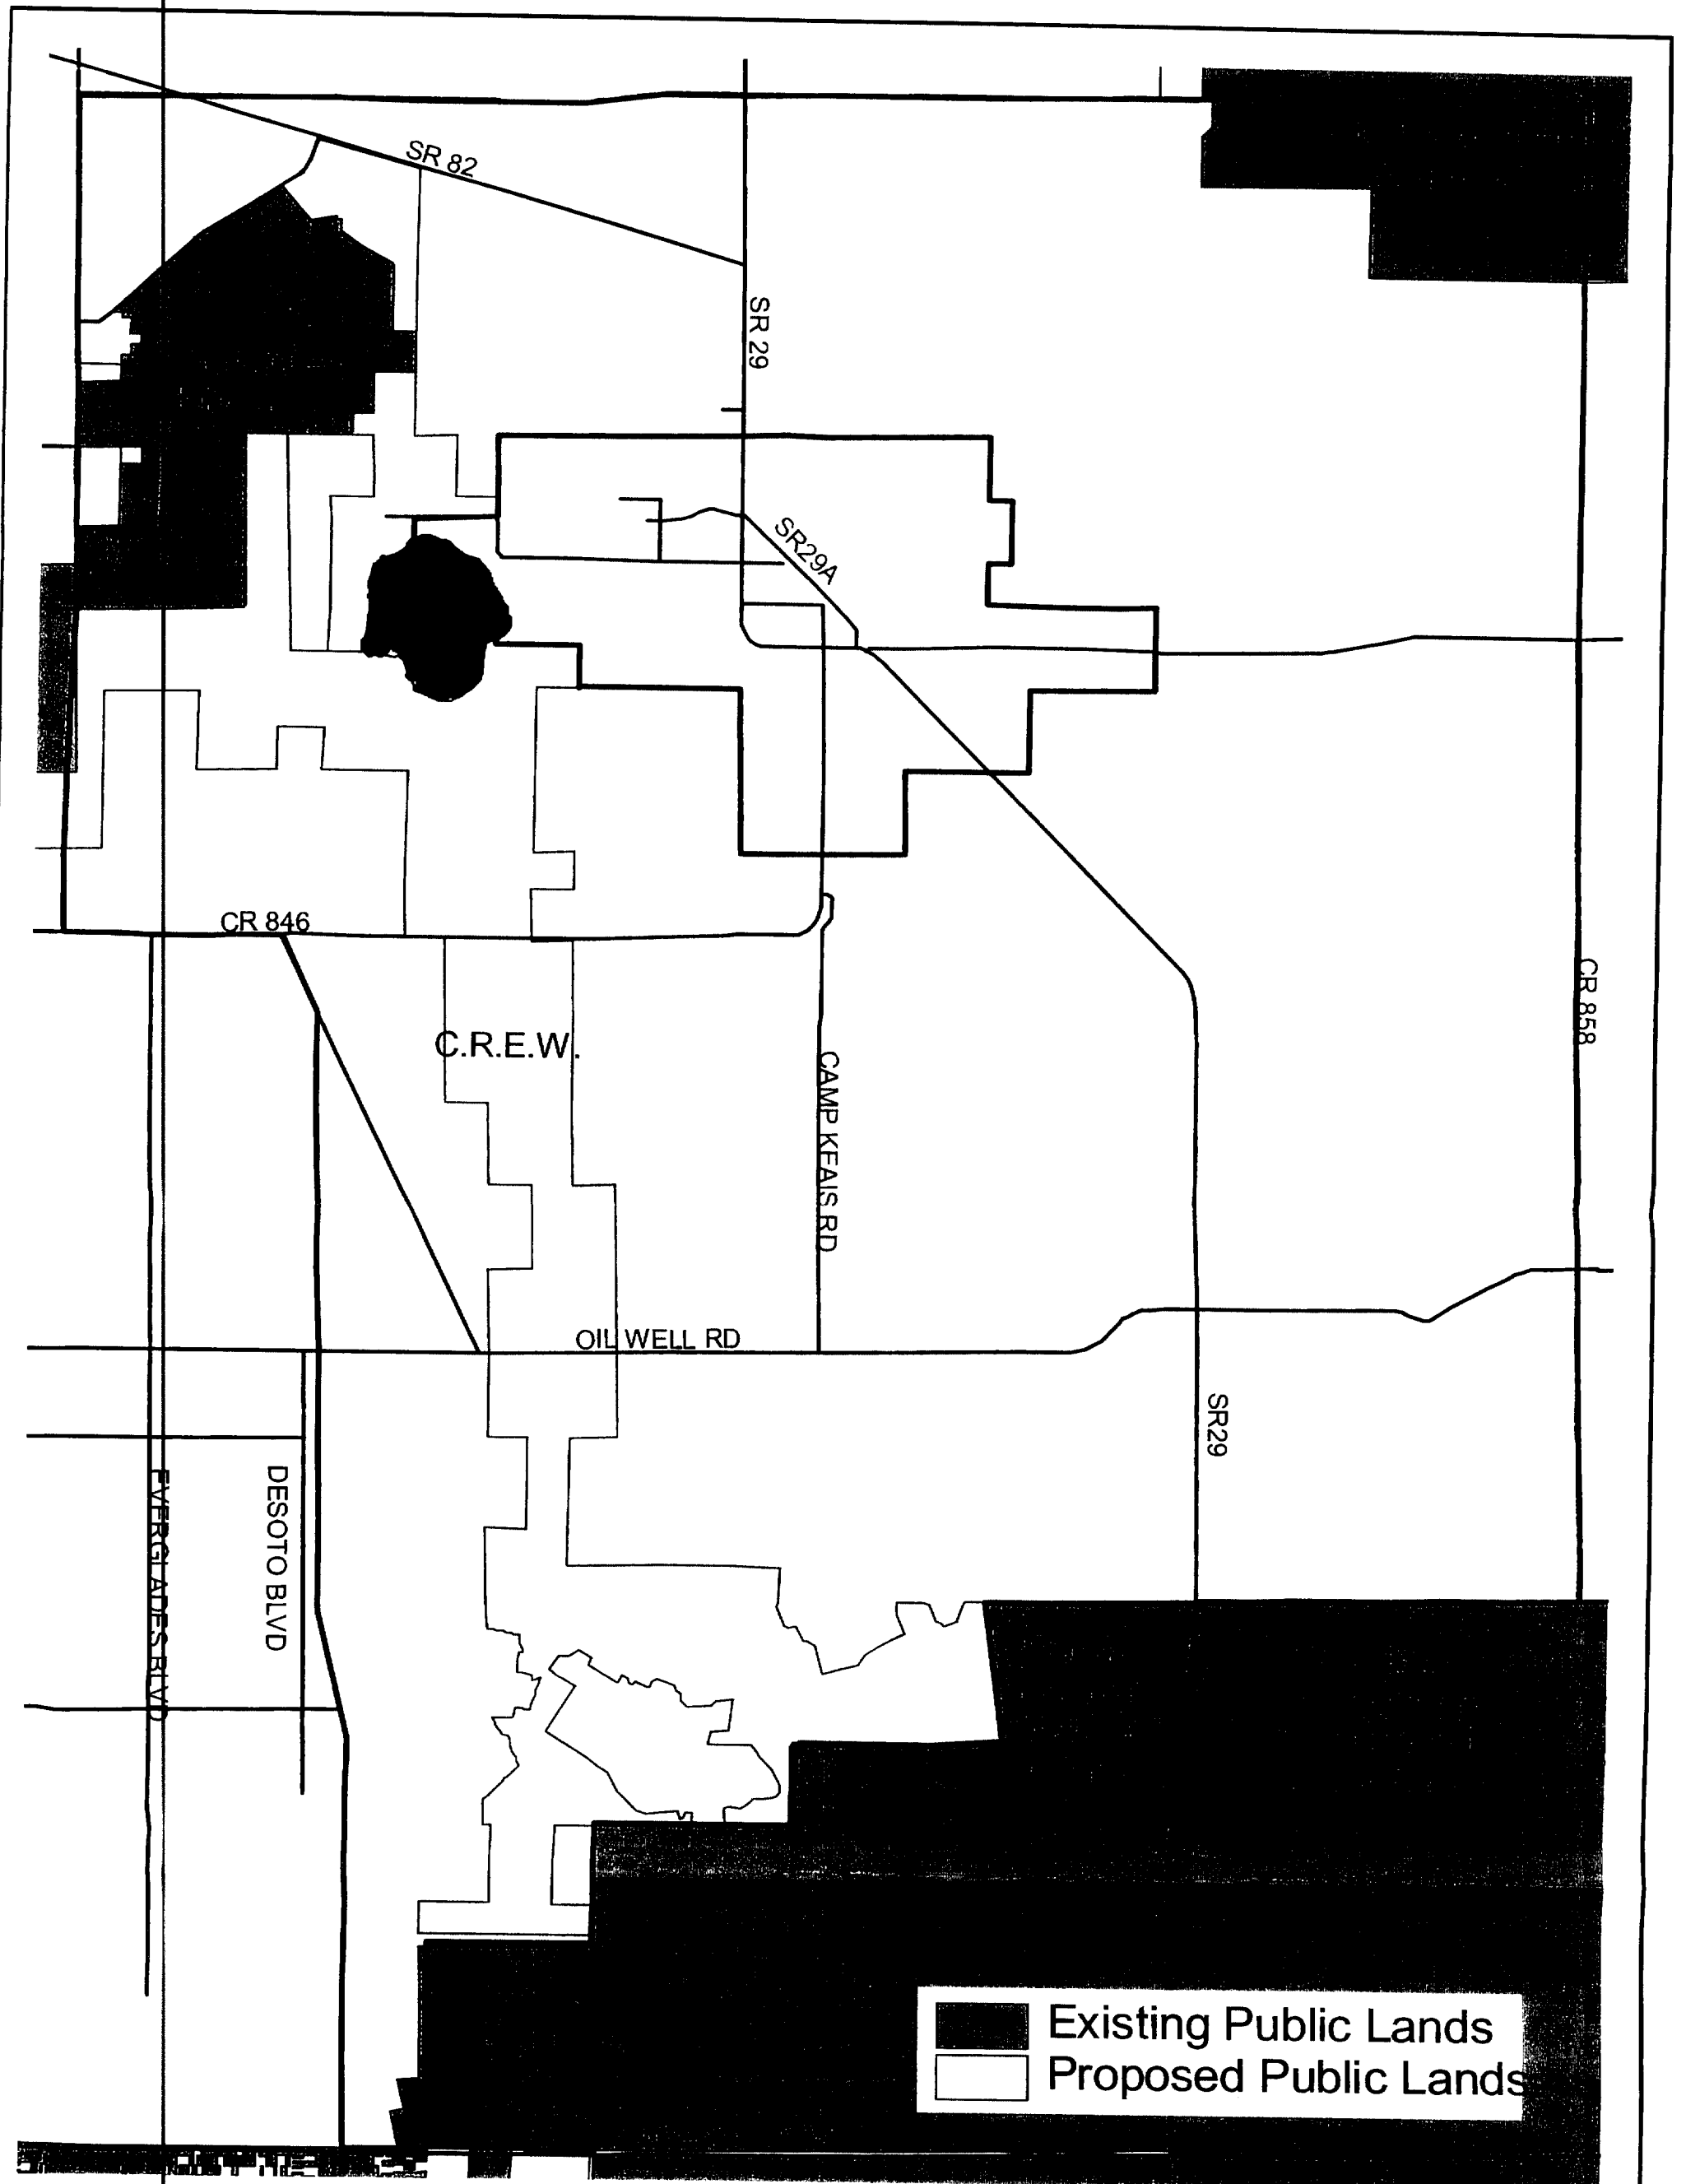 SR 82
SR 29
SR29A
CR 846
CR 858
C.R.E.W.
CAMP KEAIS RD
OIL WELL RD
SR29
DESOTO BLVD
EVERGLADES BLVD
Existing Public Lands
Proposed Public Lands